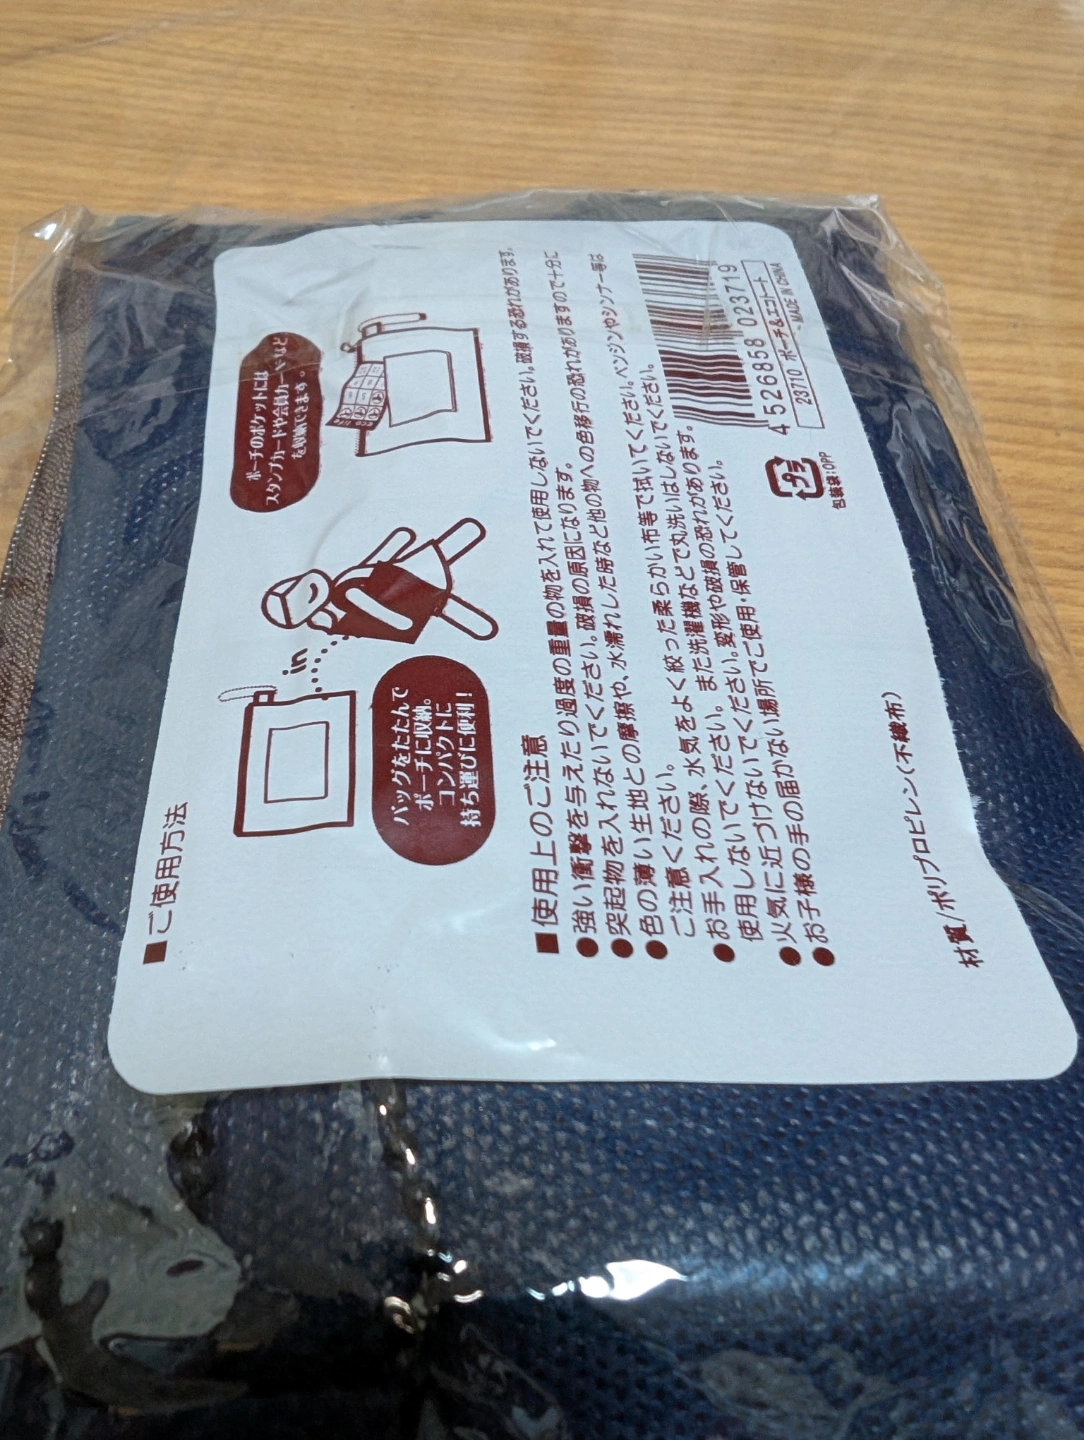 ■ご使用方法
in
バッグをたたんで
ポーチに収納。
コンパクトに
持ち運びに便利！
ポーチのポケットには
スタンプカードや会員カードなど
を収納できます。
■使用上のご注意
●強い衝撃を与えたり過度の重量の物を入れて使用しないでください。破損する恐れがあります。
●突起物を入れないでください。破損の原因になります。
●色の薄い生地との摩擦や、水濡れした時など他の物への色移行の恐れがありますので十分に
ご注意ください。
●お手入れの際、水気をよく絞った柔らかい布等で拭いてください。ベンジンやシンナー等は
使用しないでください。また洗濯機などで丸洗いはしないでください。
●火気に近づけないでください。変形や破損の恐れがあります。
●お子様の手の届かない場所でご使用・保管してください。
4 526858 023719
23710 ポーチ&エコトート
MADE IN CHINA
プラ
包装袋:OPP
材質/ポリプロピレン(不織布)